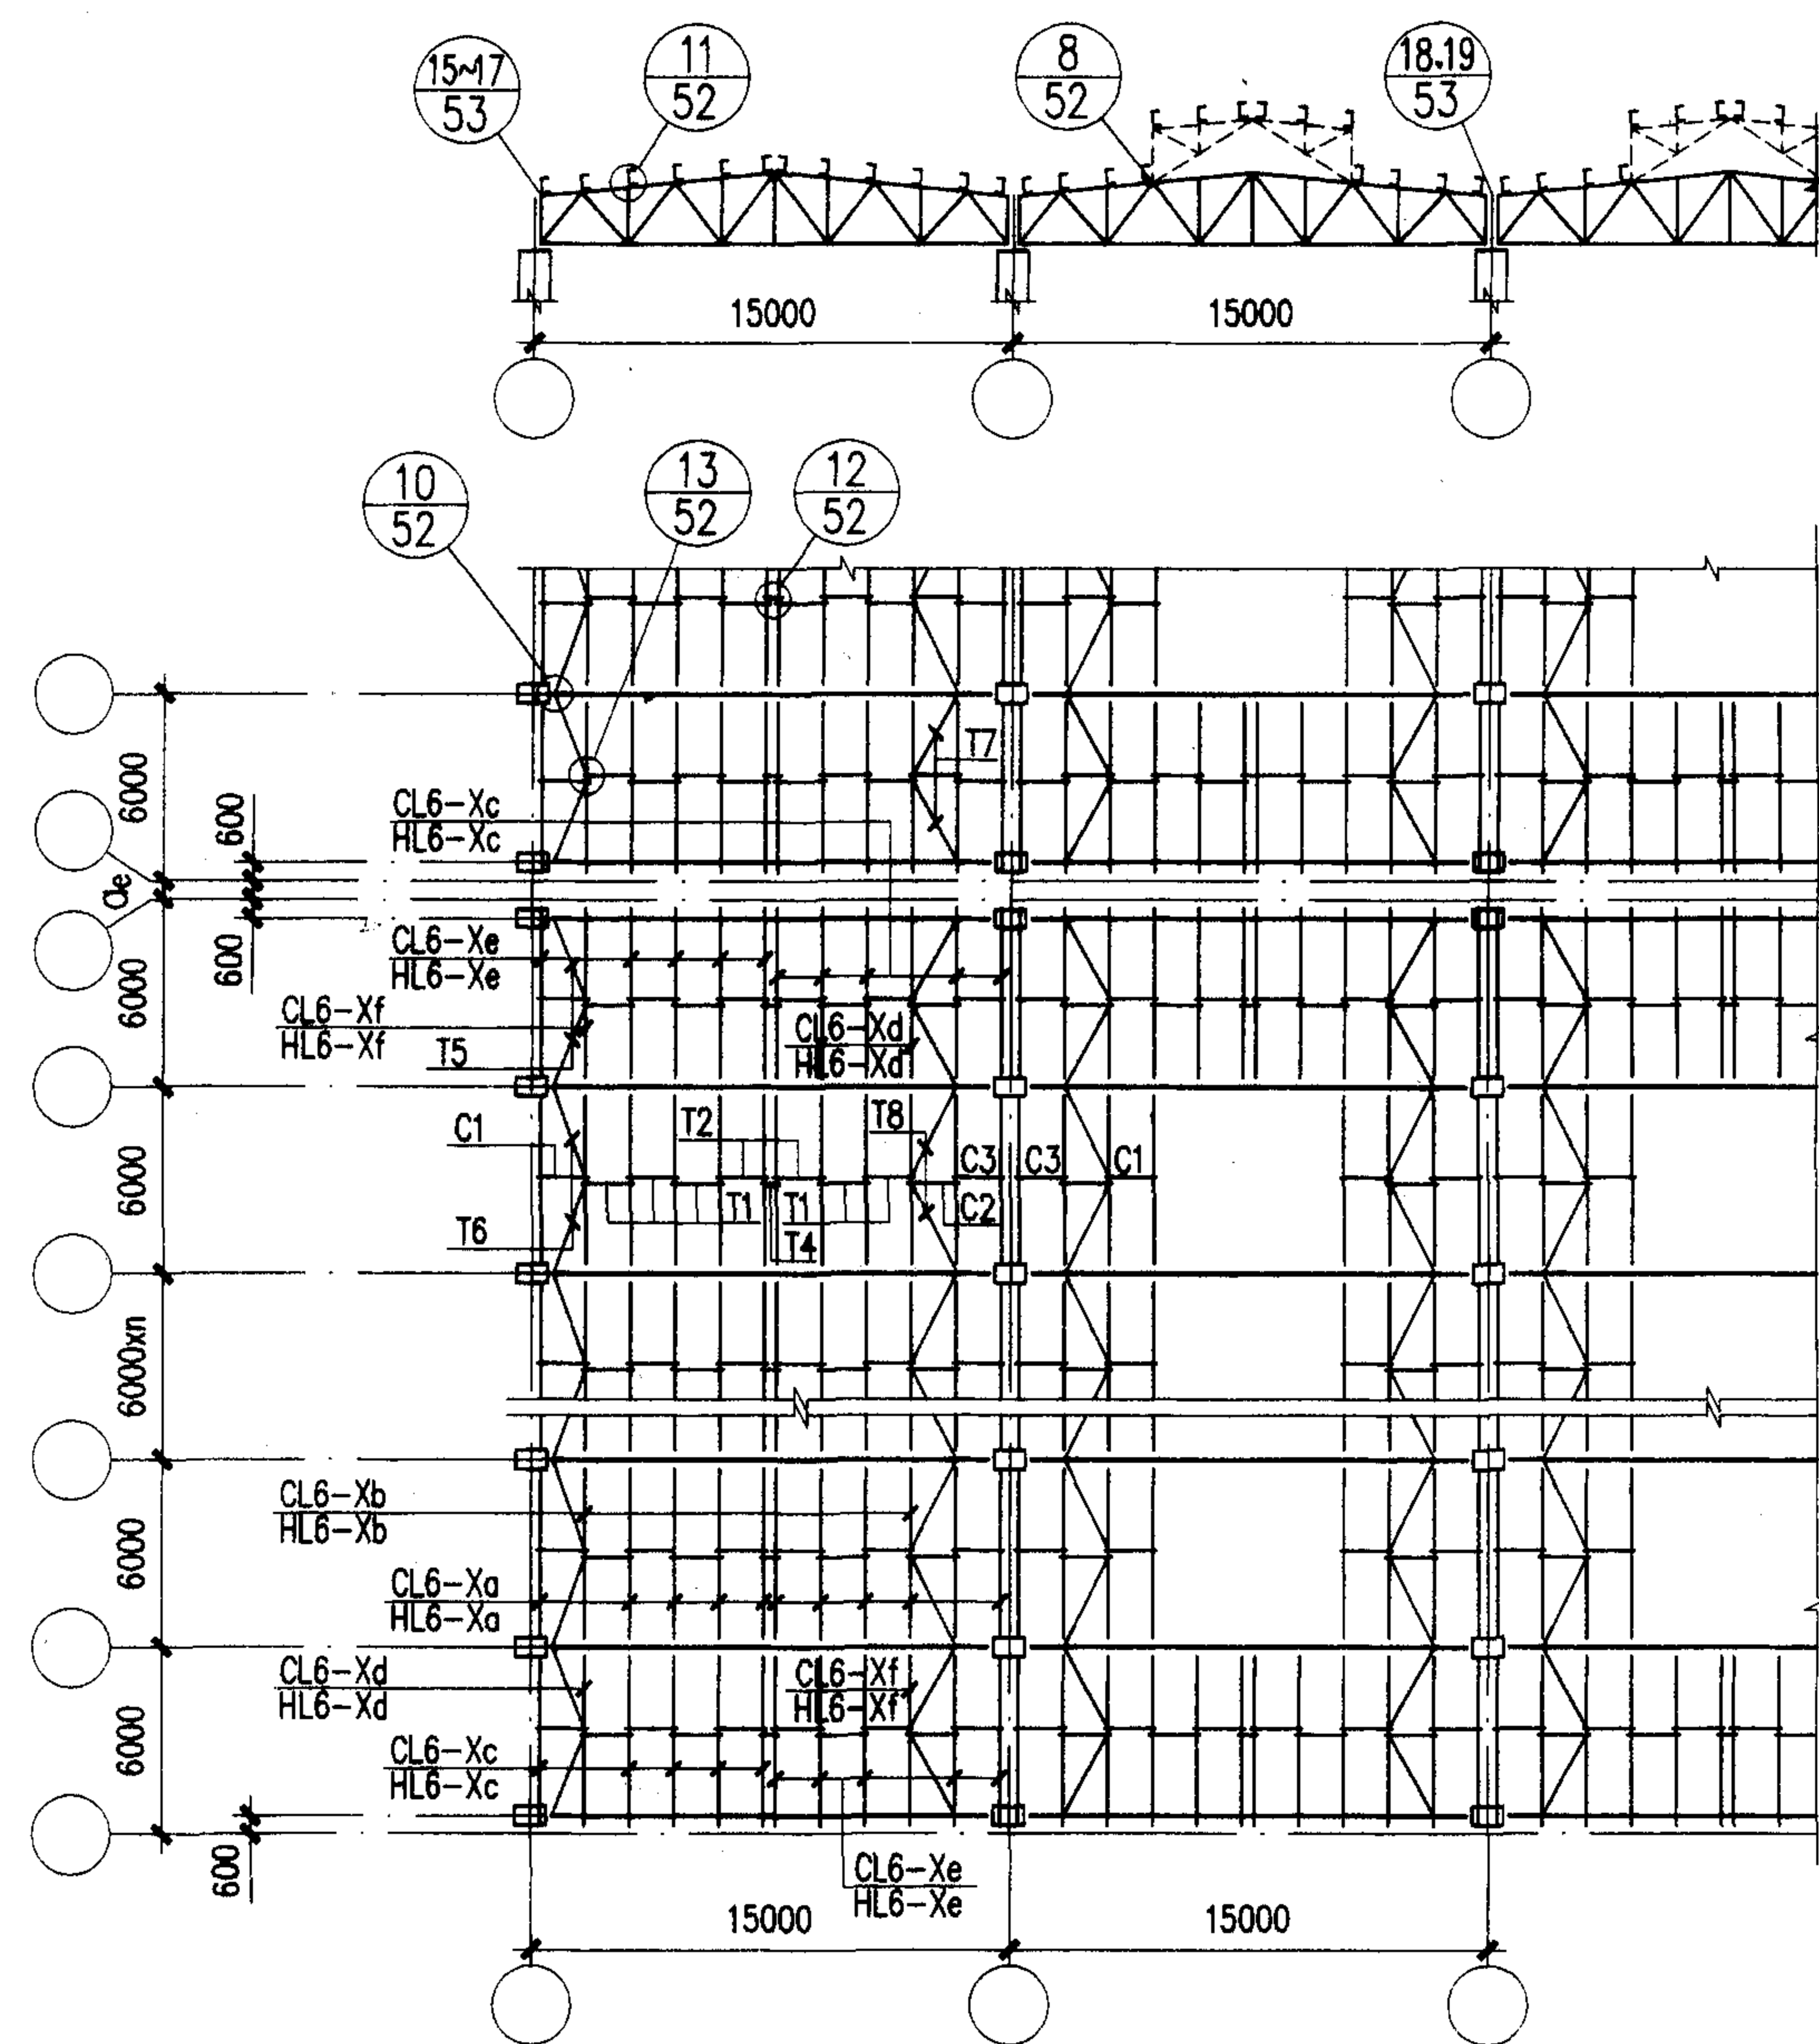 15~17
53
11
52
8
52
18.19
53
15000
15000
10
52
13
52
12
52
6000
600
CL6-Xc
HL6-Xc
T7
600
CL6-Xe
HL6-Xe
6000
CL6-Xf
HL6-Xf
CL6-Xd
HL6-Xd
T5
C1
T2
T8
C3
C3
C1
6000
T1
T1
C2
T6
T4
6000xn
CL6-Xb
HL6-Xb
6000
CL6-Xa
HL6-Xa
CL6-Xd
HL6-Xd
CL6-Xf
HL6-Xf
6000
CL6-Xc
HL6-Xc
600
CL6-Xe
HL6-Xe
15000
15000